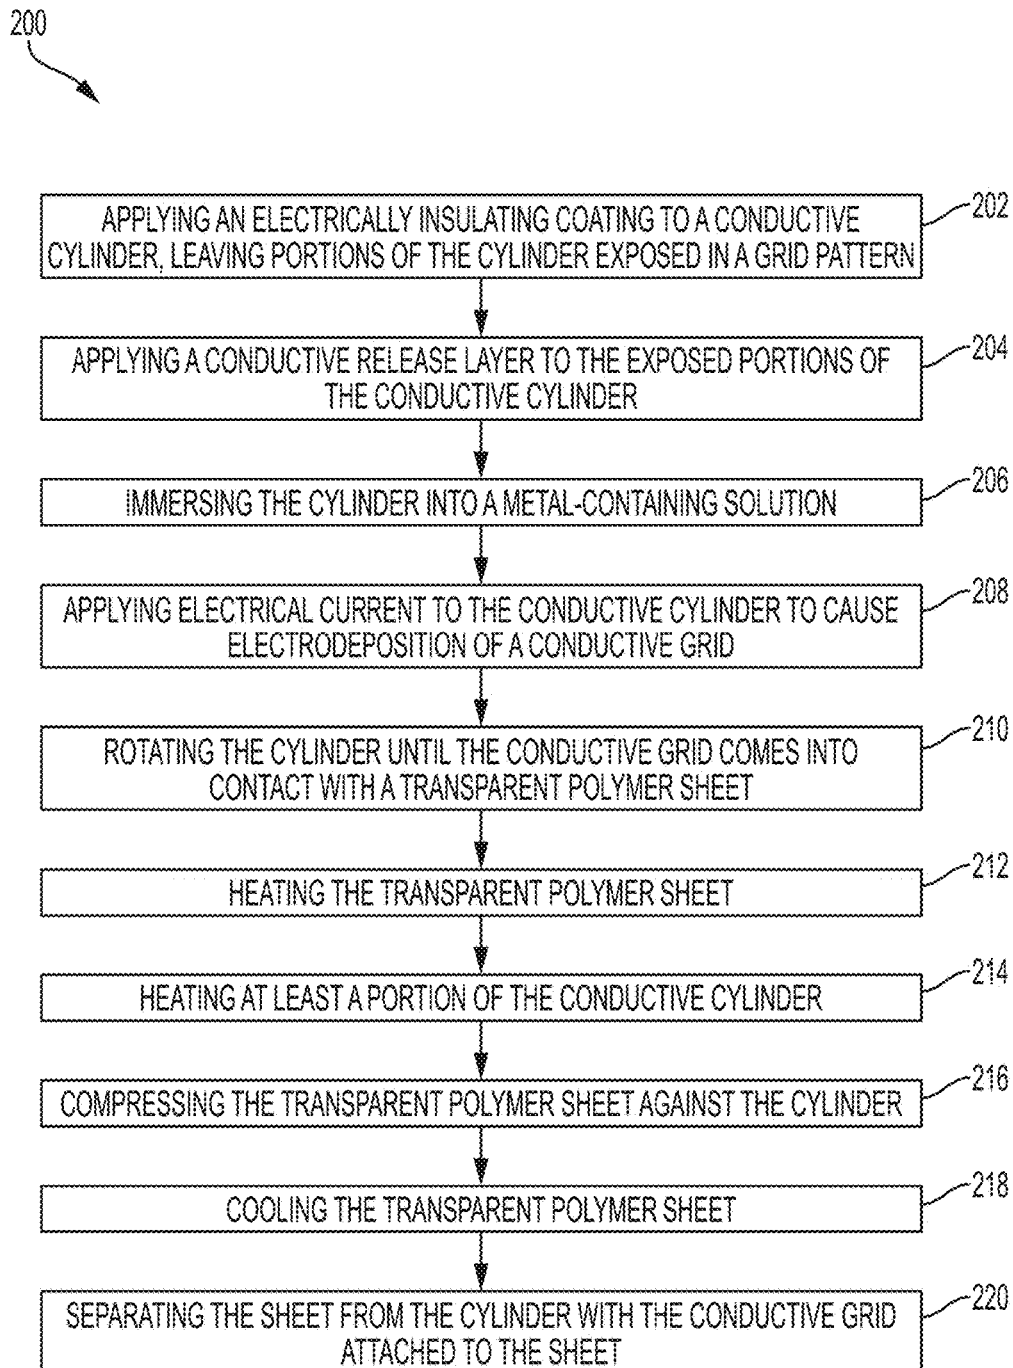 200
APPLYING AN ELECTRICALLY INSULATING COATING TO A CONDUCTIVE
CYLINDER, LEAVING PORTIONS OF THE CYLINDER EXPOSED IN A GRID PATTERN
202
APPLYING A CONDUCTIVE RELEASE LAYER TO THE EXPOSED PORTIONS OF
THE CONDUCTIVE CYLINDER
204
IMMERSING THE CYLINDER INTO A METAL-CONTAINING SOLUTION
206
APPLYING ELECTRICAL CURRENT TO THE CONDUCTIVE CYLINDER TO CAUSE
ELECTRODEPOSITION OF A CONDUCTIVE GRID
208
ROTATING THE CYLINDER UNTIL THE CONDUCTIVE GRID COMES INTO
CONTACT WITH A TRANSPARENT POLYMER SHEET
210
HEATING THE TRANSPARENT POLYMER SHEET
212
HEATING AT LEAST A PORTION OF THE CONDUCTIVE CYLINDER
214
COMPRESSING THE TRANSPARENT POLYMER SHEET AGAINST THE CYLINDER
216
COOLING THE TRANSPARENT POLYMER SHEET
218
SEPARATING THE SHEET FROM THE CYLINDER WITH THE CONDUCTIVE GRID
ATTACHED TO THE SHEET
220